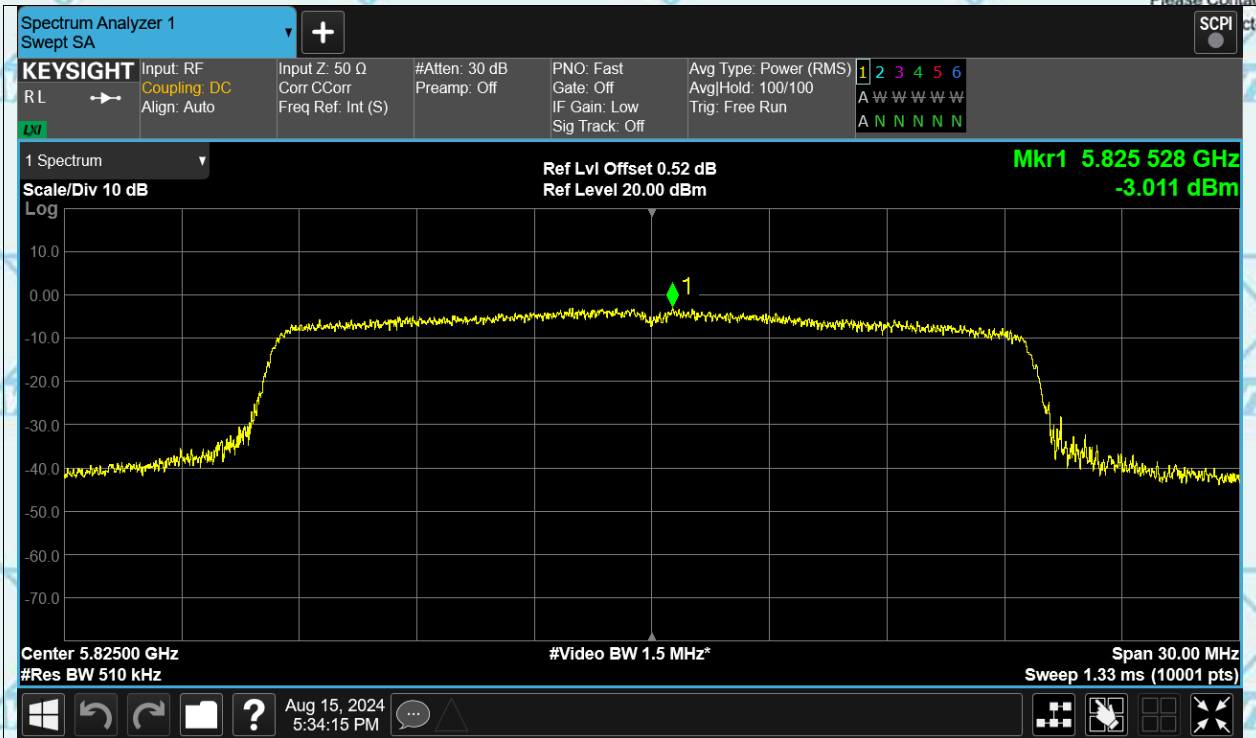 Please Conta
Spectrum Analyzer 1
Swept SA
SCPI
ct
KEYSIGHT
R L
LXI
Input: RF
Coupling: DC
Align: Auto
Input Z: 50 Ω
Corr CCorr
Freq Ref: Int (S)
#Atten: 30 dB
Preamp: Off
PNO: Fast
Gate: Off
IF Gain: Low
Sig Track: Off
Avg Type: Power (RMS)
Avg|Hold: 100/100
Trig: Free Run
1 2 3 4 5 6
A W W W W W
A N N N N N
1 Spectrum
Scale/Div 10 dB
Log
Ref Lvl Offset 0.52 dB
Ref Level 20.00 dBm
Mkr1 5.825 528 GHz
-3.011 dBm
10.0
0.00
-10.0
-20.0
-30.0
-40.0
-50.0
-60.0
-70.0
1
Center 5.82500 GHz
#Res BW 510 kHz
#Video BW 1.5 MHz*
Span 30.00 MHz
Sweep 1.33 ms (10001 pts)
?
Aug 15, 2024
5:34:15 PM